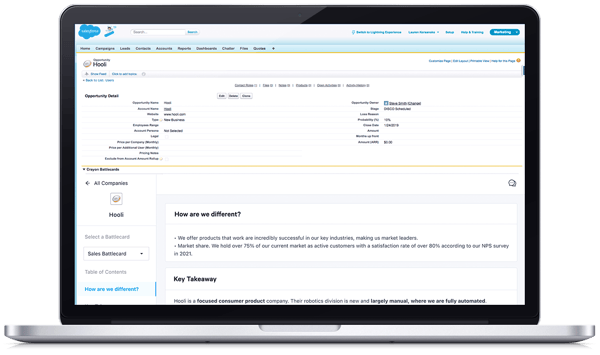 salesforce
Search...
Search
Switch to Lightning Experience
Setup
Help & Training
Marketing
Home Campaigns Leads Contacts Accounts Reports Dashboards Chatter Files Quotes +
Opportunity
Hooli
Customize Page | Edit Layout | Printable View | Help for this Page
Show Feed
« Back to List: Users
Opportunity Detail
Edit Delete Clone
Opportunity Name Hooli
Opportunity Owner Steve Smith [Change]
Account Name Hooli
Stage DISCO Scheduled
Website www.hooli.com
Loss Reason
Type New Business
Probability (%) 10%
Employees Range
Close Date
Account Persona Not Selected
Amount
Legal
Months up front
Price per Company (Monthly)
Amount (ARR) $0.00
Price per Additional User (Monthly)
Pricing Notes
Exclude from Account Amount Rollup
Crayon Battlecards
← All Companies
Hooli
Select a Battlecard
Sales Battlecard
Table of Contents
How are we different?
How are we different?
• We offer products that work are incredibly successful in our key industries, making us market leaders.
• Market share. We hold over 75% of our current market as active customers with a satisfaction rate of over 80% according to our NPS survey
in 2021.
Key Takeaway
Hooli is a focused consumer product company. Their robotics division is new and largely manual, where we are fully automated.